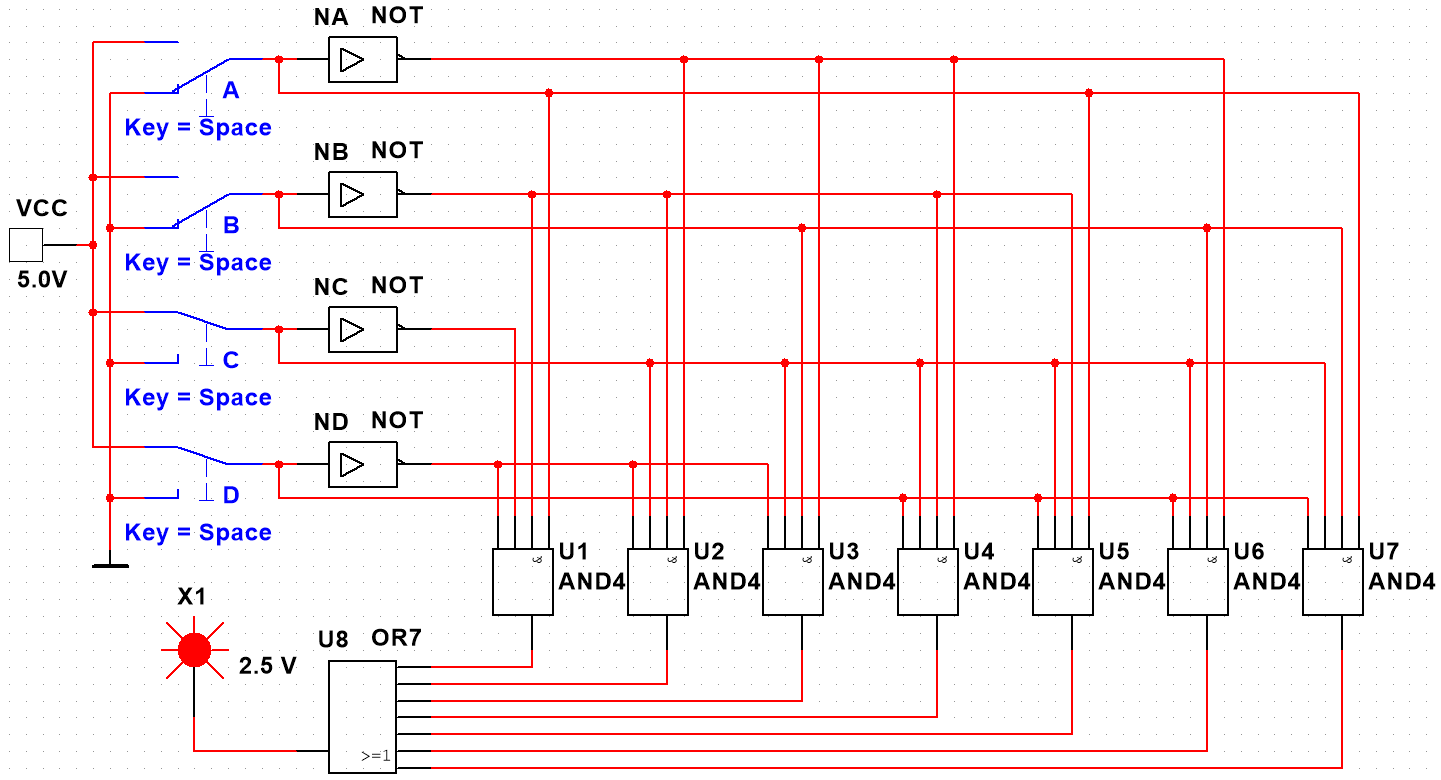 NA NOT
A
Key = Space
NB NOT
VCC
B
Key = Space
5.0V
NC NOT
C
Key = Space
ND NOT
D
Key = Space
& & & & & & &
U1 U2 U3 U4 U5 U6 U7
AND4 AND4 AND4 AND4 AND4 AND4 AND4
X1
U8 OR7
2.5 V
>=1